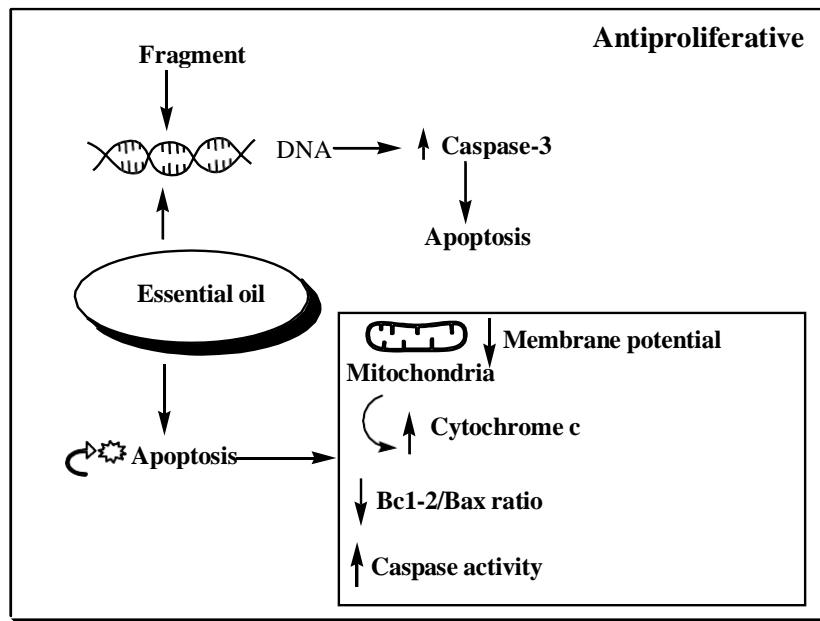 Antiproliferative
Fragment
DNA
Caspase-3
Apoptosis
Essential oil
Membrane potential
Mitochondria
Cytochrome c
Apoptosis
Bc1-2/Bax ratio
Caspase activity